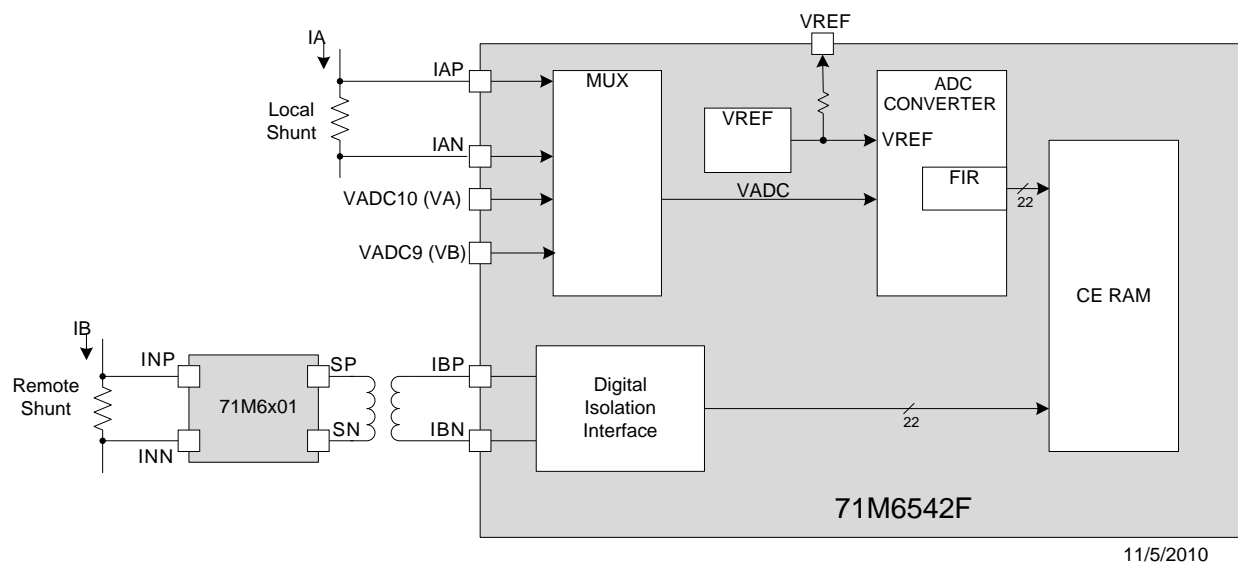 VREF
IA
IAP
MUX
ADC
CONVERTER
Local
Shunt
VREF
VREF
IAN
FIR
VADC10 (VA)
VADC
22
VADC9 (VB)
CE RAM
IB
INP
SP
IBP
Remote
Shunt
71M6x01
Digital
Isolation
Interface
22
INN
SN
IBN
71M6542F
11/5/2010